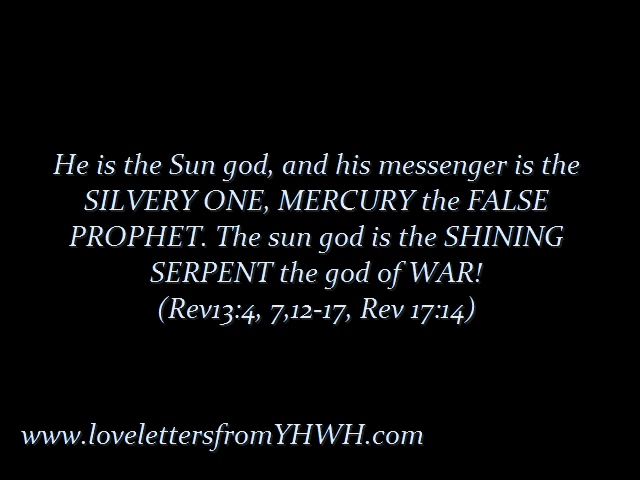 He is the Sun god, and his messenger is the
SILVERY ONE, MERCURY the FALSE
PROPHET. The sun god is the SHINING
SERPENT the god of WAR!
(Rev13:4, 7,12-17, Rev 17:14)
www.lovelettersfromYHWH.com